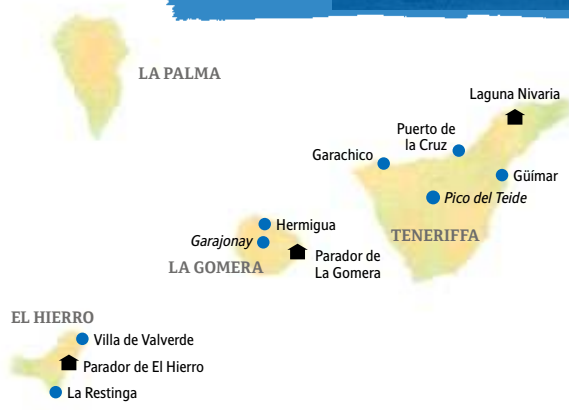 LA PALMA
Laguna Nivaria
Puerto de
la Cruz
Garachico
Güímar
Pico del Teide
TENERIFFA
Hermigua
Garajonay
Parador de
La Gomera
LA GOMERA
EL HIERRO
Villa de Valverde
Parador de El Hierro
La Restinga